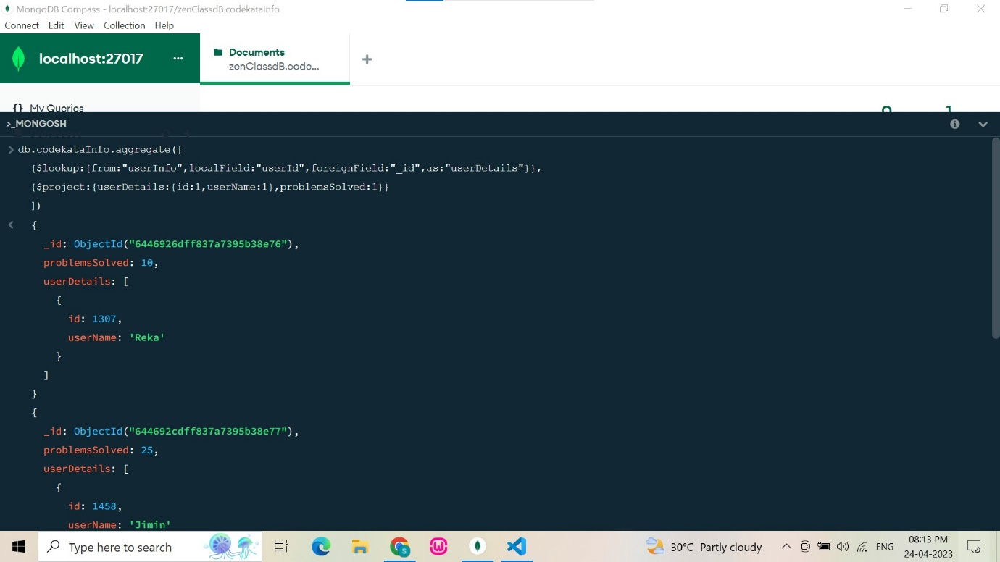 MongoDB Compass - localhost:27017/zenClassdB.codekataInfo
Connect Edit View Collection Help
localhost:27017 ...
Documents
zenClassdB.code...
{} My Queries
>_MONGOSH
> db.codekataInfo.aggregate([
{$lookup:{from:"userInfo",localField:"userId",foreignField:"_id",as:"userDetails"}},
{$project:{userDetails:{id:1,userName:1},problemsSolved:1}}
])
< {
_id: ObjectId("6446926dff837a7395b38e76"),
problemsSolved: 10,
userDetails: [
{
id: 1307,
userName: 'Reka'
}
]
}
{
_id: ObjectId("644692cdff837a7395b38e77"),
problemsSolved: 25,
userDetails: [
{
id: 1458,
userName: 'Jimin'
Type here to search
30°C Partly cloudy
ENG
08:13 PM
24-04-2023